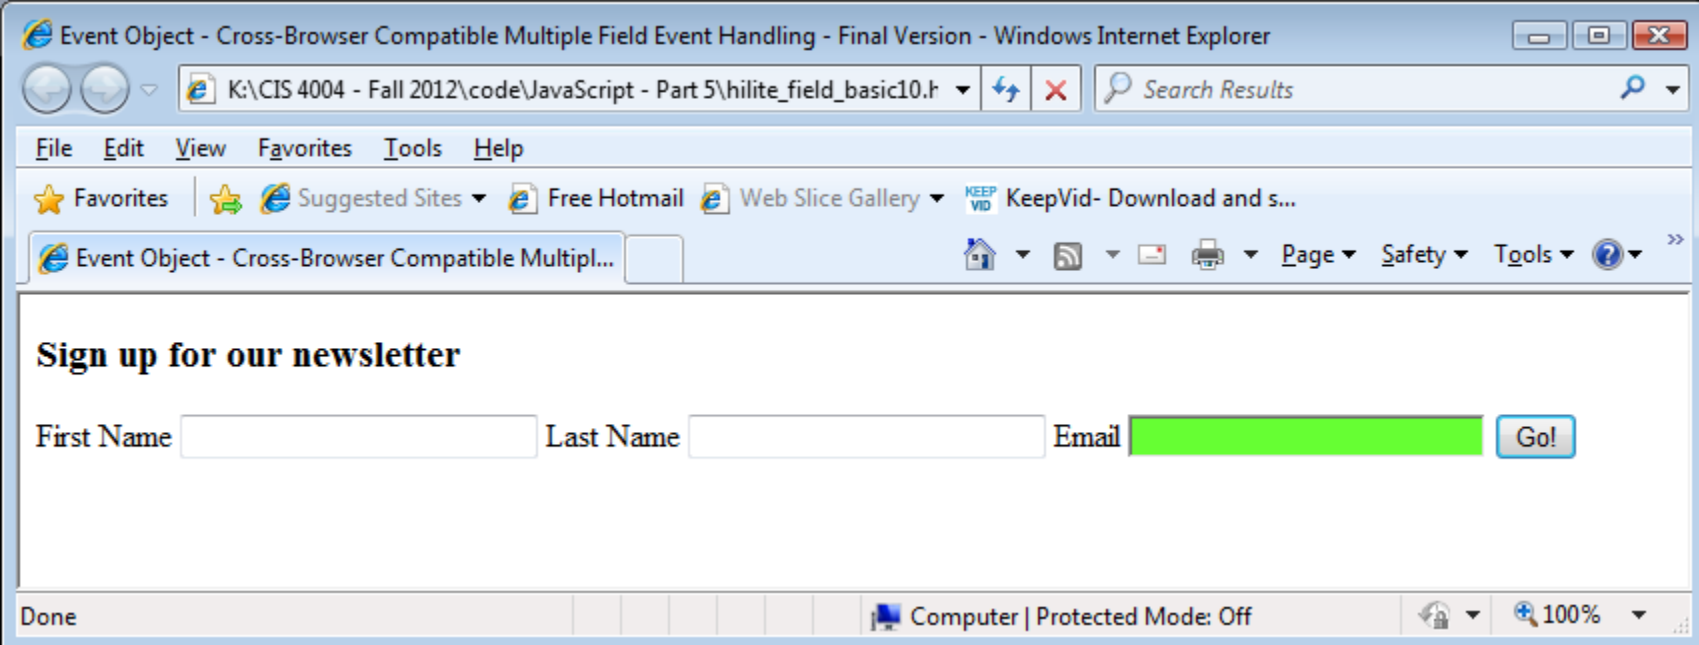 Event Object - Cross-Browser Compatible Multiple Field Event Handling - Final Version - Windows Internet Explorer
K:\CIS 4004 - Fall 2012\code\JavaScript - Part 5\hilite_field_basic10.h Search Results
File Edit View Favorites Tools Help
Favorites Suggested Sites Free Hotmail Web Slice Gallery KEEP VID KeepVid- Download and s...
Event Object - Cross-Browser Compatible Multipl... Page Safety Tools »
Sign up for our newsletter
First Name Last Name Email Go!
Done Computer | Protected Mode: Off 100%